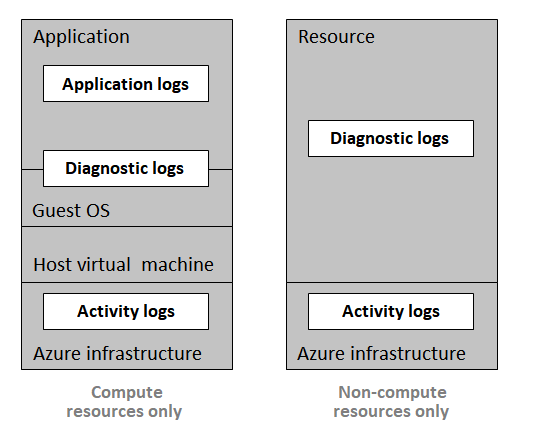 Application
Application logs
Diagnostic logs
Guest OS
Host virtual machine
Activity logs
Azure infrastructure
Compute
resources only
Resource
Diagnostic logs
Activity logs
Azure infrastructure
Non-compute
resources only